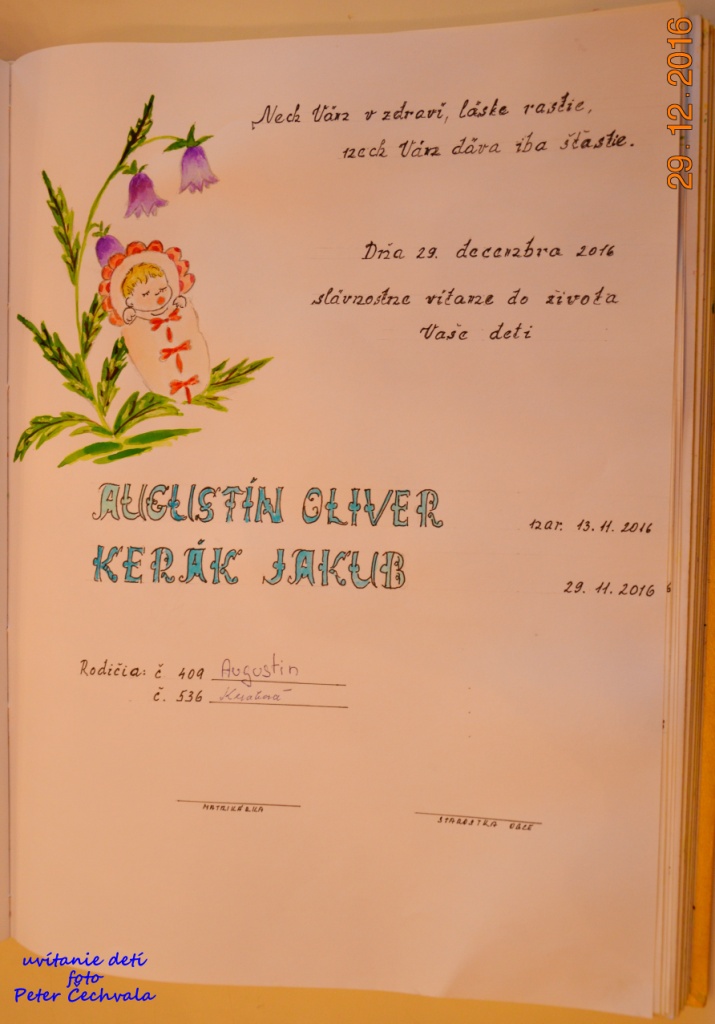 29.12.2016
Nech Vám v zdraví, láske rastie,
nech Vám dáva iba šťastie.
Dňa 29. decembra 2016
slávnostne vítame do života
Vaše deti
AUGUSTÍN OLIVER nar. 13.11.2016
KERÁK JAKUB 29.11.2016
Rodičia: č. 409 Augustin
č. 536 Keráková
MATRIKÁRKA STAROSTKA OBCE
uvítanie detí
foto
Peter Cechvala